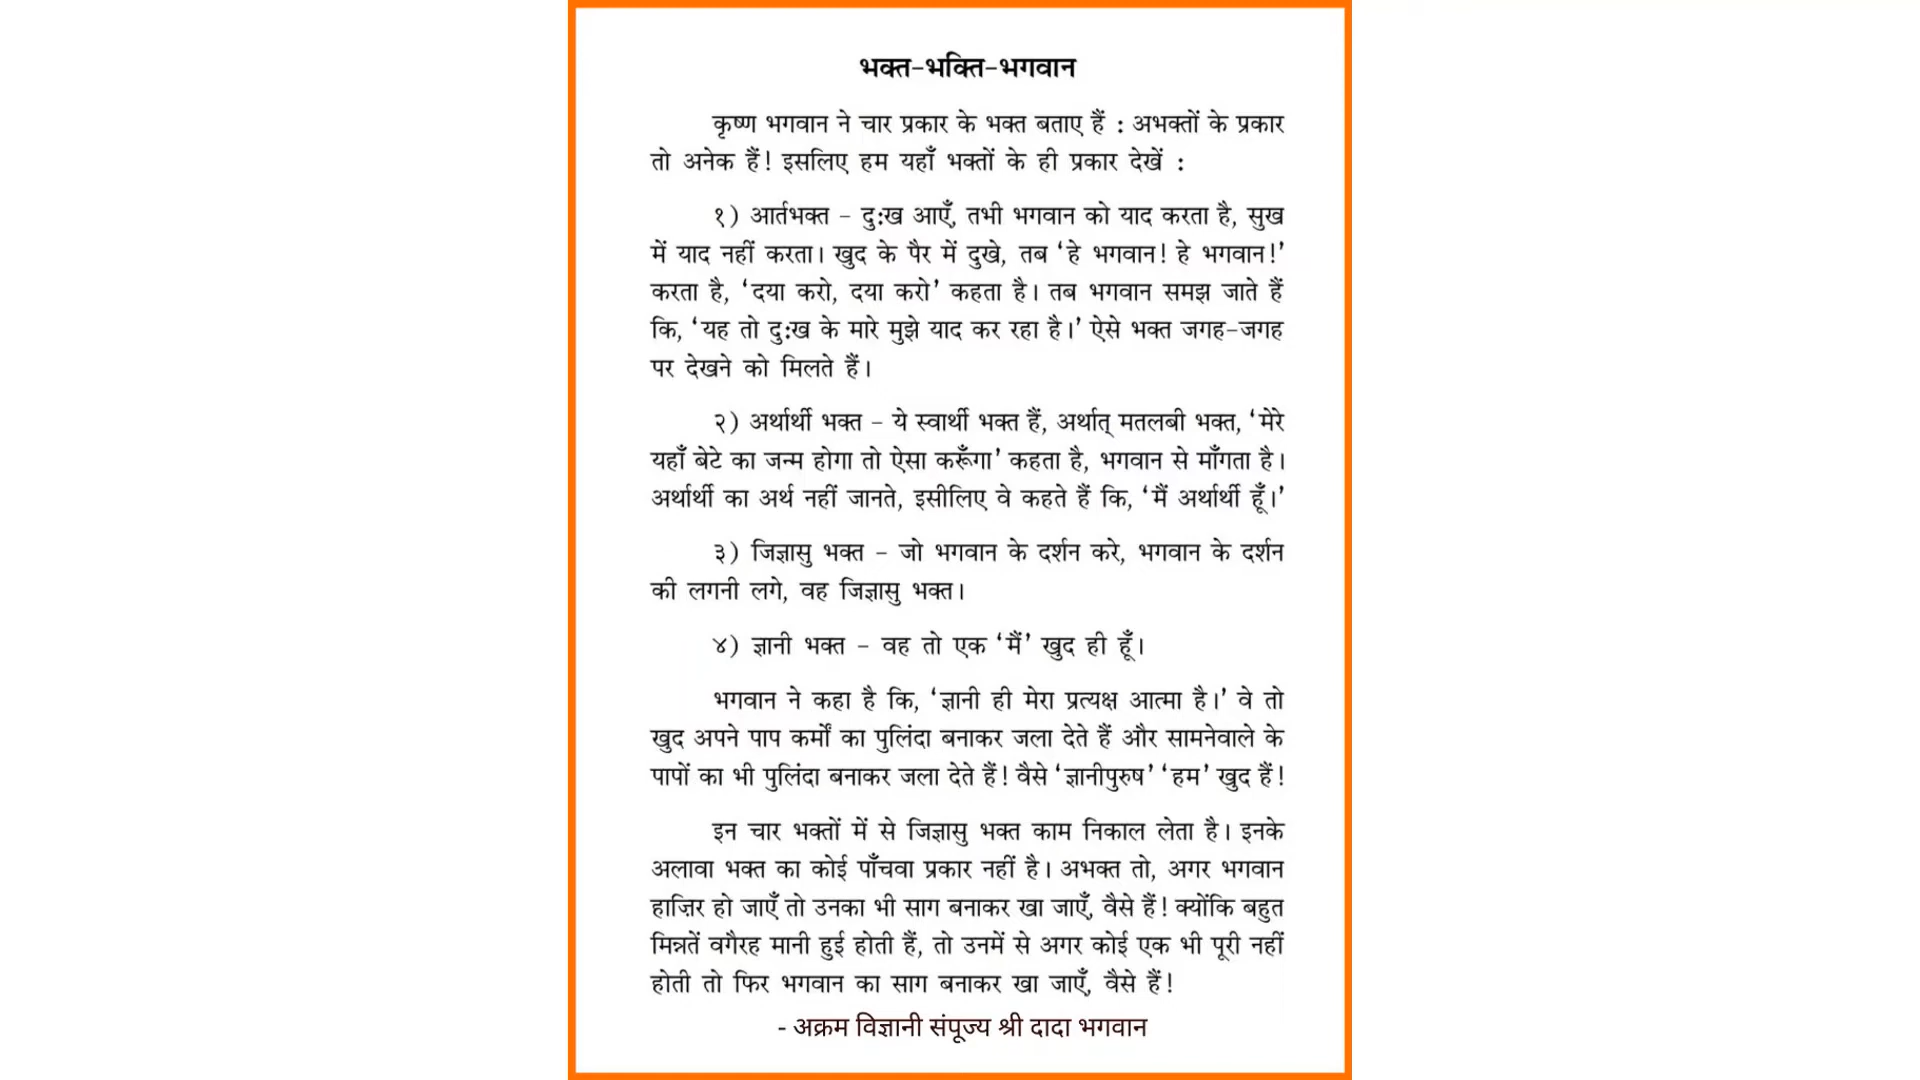 भक्त-भक्ति-भगवान
कृष्ण भगवान ने चार प्रकार के भक्त बताए हैं : अभक्तों के प्रकार
तो अनेक हैं! इसलिए हम यहाँ भक्तों के ही प्रकार देखें :
१) आर्तभक्त - दु:ख आएँ, तभी भगवान को याद करता है, सुख
में याद नहीं करता। खुद के पैर में दुखे, तब ‘हे भगवान! हे भगवान!’
करता है, ‘दया करो, दया करो’ कहता है। तब भगवान समझ जाते हैं
कि, ‘यह तो दु:ख के मारे मुझे याद कर रहा है।’ ऐसे भक्त जगह-जगह
पर देखने को मिलते हैं।
२) अर्थार्थी भक्त - ये स्वार्थी भक्त हैं, अर्थात् मतलबी भक्त, ‘मेरे
यहाँ बेटे का जन्म होगा तो ऐसा करूँगा’ कहता है, भगवान से माँगता है।
अर्थार्थी का अर्थ नहीं जानते, इसीलिए वे कहते हैं कि, ‘मैं अर्थार्थी हूँ।’
३) जिज्ञासु भक्त - जो भगवान के दर्शन करे, भगवान के दर्शन
की लगनी लगे, वह जिज्ञासु भक्त।
४) ज्ञानी भक्त - वह तो एक ‘मैं’ खुद ही हूँ।
भगवान ने कहा है कि, ‘ज्ञानी ही मेरा प्रत्यक्ष आत्मा है।’ वे तो
खुद अपने पाप कर्मों का पुलिंदा बनाकर जला देते हैं और सामनेवाले के
पापों का भी पुलिंदा बनाकर जला देते हैं! वैसे ‘ज्ञानीपुरुष’ ‘हम’ खुद हैं!
इन चार भक्तों में से जिज्ञासु भक्त काम निकाल लेता है। इनके
अलावा भक्त का कोई पाँचवा प्रकार नहीं है। अभक्त तो, अगर भगवान
हाज़िर हो जाएँ तो उनका भी साग बनाकर खा जाएँ, वैसे हैं! क्योंकि बहुत
मिन्नतें वगैरह मानी हुई होती हैं, तो उनमें से अगर कोई एक भी पूरी नहीं
होती तो फिर भगवान का साग बनाकर खा जाएँ, वैसे हैं!
- अक्रम विज्ञानी संपूज्य श्री दादा भगवान